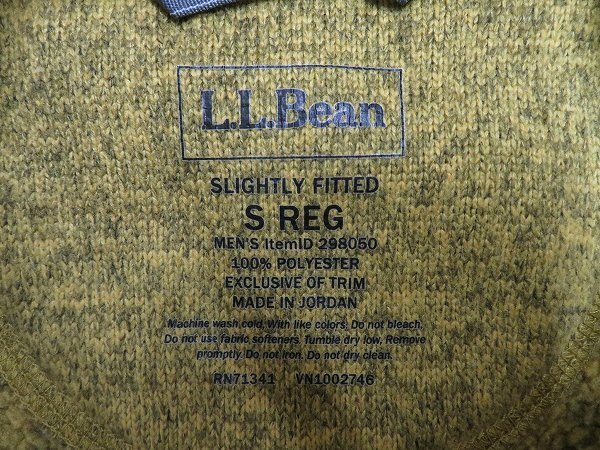 L.L.Bean
SLIGHTLY FITTED
S REG
MEN'S ItemID 298050
100% POLYESTER
EXCLUSIVE OF TRIM
MADE IN JORDAN
Machine wash cold, With like colors, Do not bleach,
Do not use fabric softeners, Tumble dry low, Remove
promptly, Do not iron, Do not dry clean.
RN71341 VN1002746